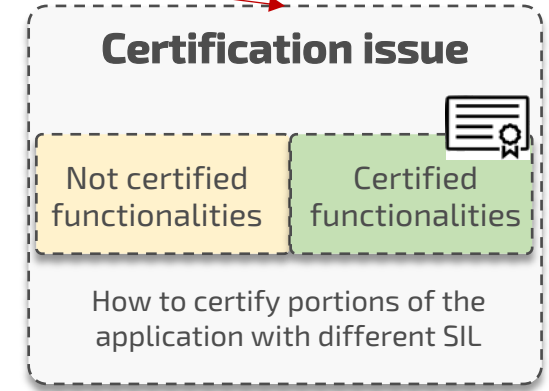 Certification issue
Not certified
functionalities
Certified
functionalities
How to certify portions of the
application with different SIL